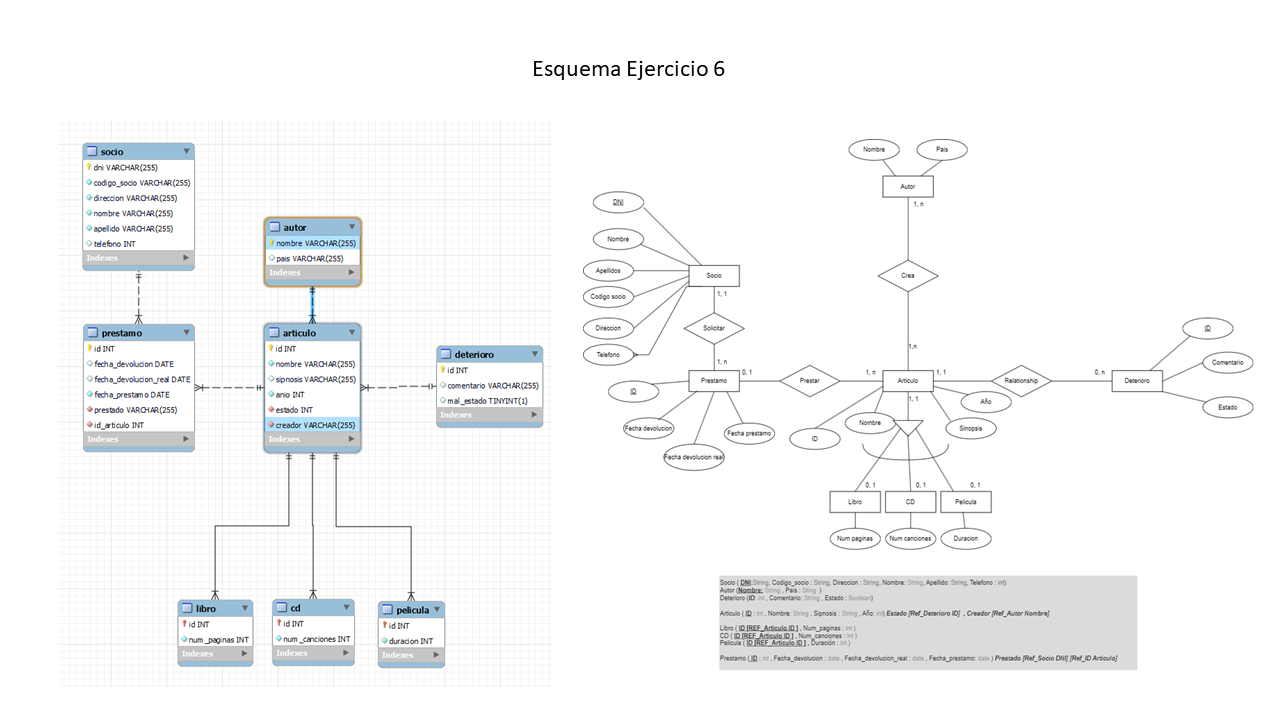 Esquema Ejercicio 6
socio
dni VARCHAR(255)
codigo_socio VARCHAR(255)
direccion VARCHAR(255)
nombre VARCHAR(255)
apellido VARCHAR(255)
telefono INT
Indexes
autor
nombre VARCHAR(255)
pais VARCHAR(255)
Indexes
prestamo
id INT
fecha_devolucion DATE
fecha_devolucion_real DATE
fecha_prestamo DATE
prestado VARCHAR(255)
id_articulo INT
Indexes
articulo
id INT
nombre VARCHAR(255)
sipnosis VARCHAR(255)
anio INT
estado INT
creador VARCHAR(255)
Indexes
deterioro
id INT
comentario VARCHAR(255)
mal_estado TINYINT(1)
Indexes
libro
id INT
num_paginas INT
Indexes
cd
id INT
num_canciones INT
Indexes
pelicula
id INT
duracion INT
Indexes
Nombre
Pais
Autor
1, n
DNI
Nombre
Apellidos
Codigo socio
Direccion
Telefono
Socio
1, 1
Crea
Solicitar
1, n
1,n
ID
Comentario
Estado
Prestamo
0, 1
Prestar
1, n
Articulo
1, 1
Relationship
0, n
Deterioro
ID
Fecha devolucion
Fecha devolucion real
Fecha prestamo
1, 1
Año
Nombre
ID
Sinopsis
0, 1
0, 1
0, 1
Libro
CD
Pelicula
Num paginas
Num canciones
Duracion
Socio ( DNI:String, Codigo_socio : String, Direccion : String, Nombre: String, Apellido: String, Telefono : int)
Autor (Nombre: String , Pais : String )
Deterioro (ID: int , Comentario: String , Estado : Boolean)
Articulo ( ID : int , Nombre: String , Sipnosis : String , Año: int) Estado [Ref_Deterioro ID] , Creador [Ref_Autor Nombre]
Libro ( ID [REF_Articulo ID ] , Num_paginas : int )
CD ( ID [REF_Articulo ID ] , Num_canciones : int )
Pelicula ( ID [REF_Articulo ID ] , Duración : int )
Prestamo ( ID : int , Fecha_devolucion : date , Fecha_devolucion_real : date , Fecha_prestamo: date ) Prestado [Ref_Socio DNI] [Ref_ID Articulo]